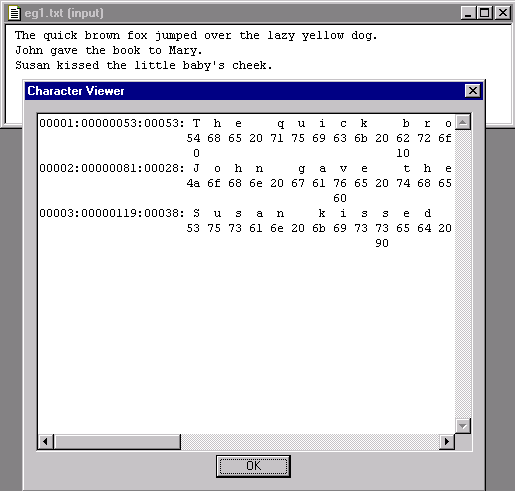 eg1.txt (input)
The quick brown fox jumped over the lazy yellow dog.
John gave the book to Mary.
Susan kissed the little baby's cheek.
Character Viewer
00001:00000053:00053: T h e   q u i c k   b r o
54 68 65 20 71 75 69 63 6b 20 62 72 6f
0 10
00002:00000081:00028: J o h n   g a v e   t h e
4a 6f 68 6e 20 67 61 76 65 20 74 68 65
60
00003:00000119:00038: S u s a n   k i s s e d
53 75 73 61 6e 20 6b 69 73 73 65 64 20
90
OK